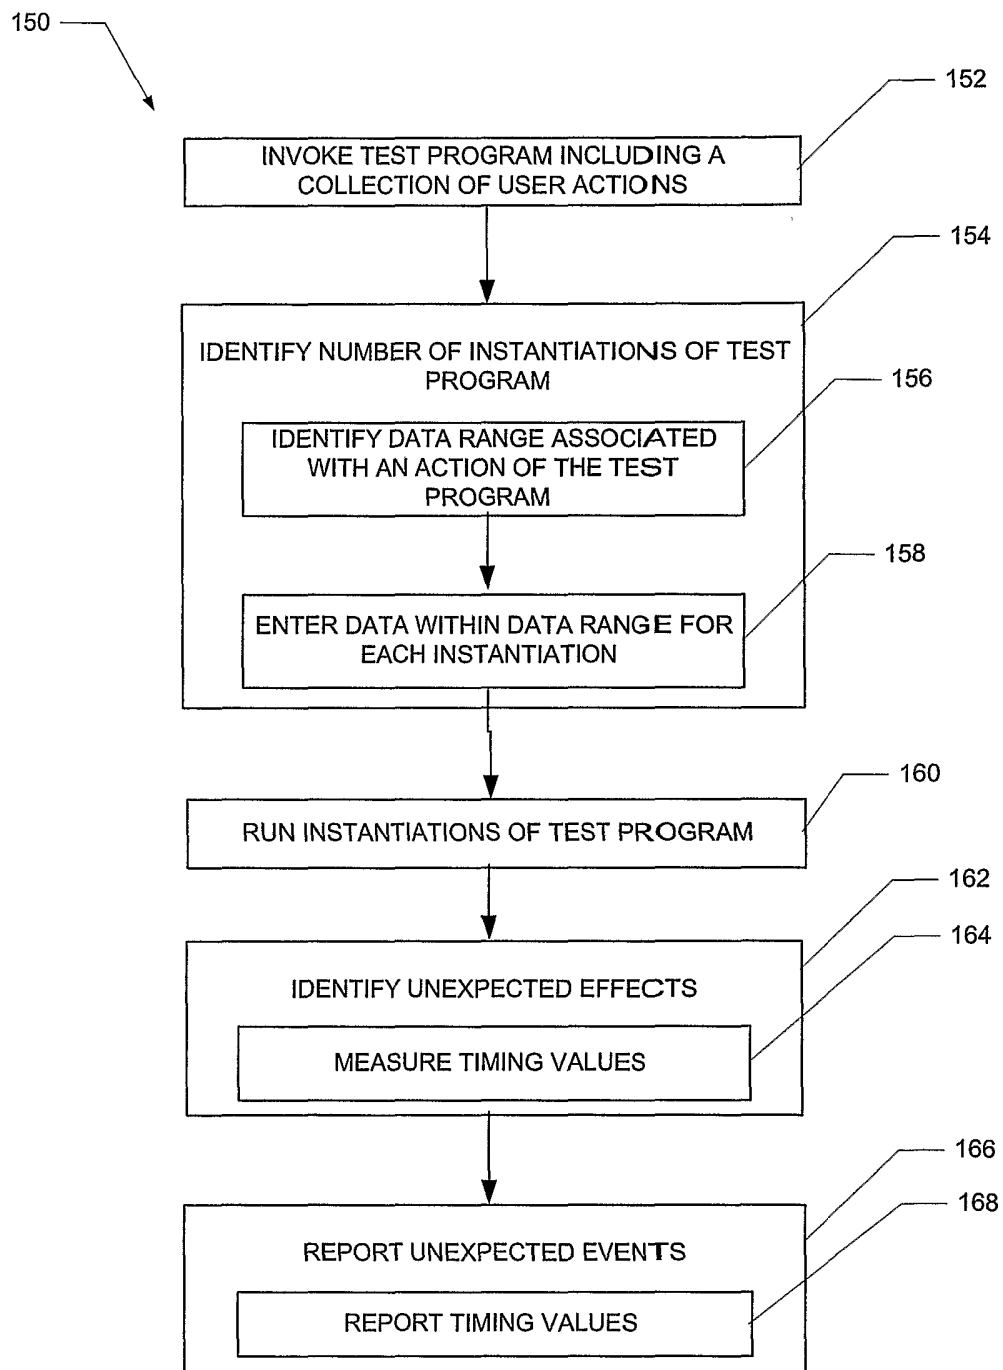 150
152
INVOKE TEST PROGRAM INCLUDING A
COLLECTION OF USER ACTIONS
154
IDENTIFY NUMBER OF INSTANTIATIONS OF TEST
PROGRAM
156
IDENTIFY DATA RANGE ASSOCIATED
WITH AN ACTION OF THE TEST
PROGRAM
158
ENTER DATA WITHIN DATA RANGE FOR
EACH INSTANTIATION
160
RUN INSTANTIATIONS OF TEST PROGRAM
162
164
IDENTIFY UNEXPECTED EFFECTS
MEASURE TIMING VALUES
166
168
REPORT UNEXPECTED EVENTS
REPORT TIMING VALUES